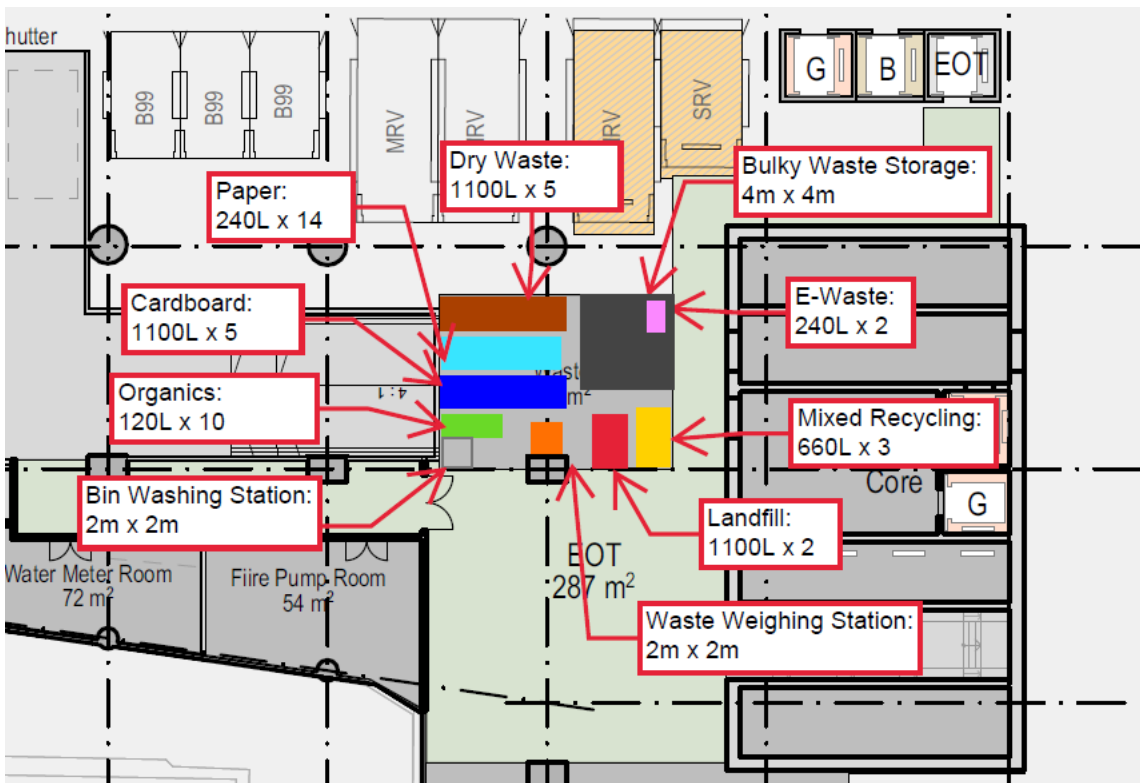 hutter
B99
B99
B99
MRV
SRV
G
B
EOT
Dry Waste:
1100L x 5
Bulky Waste Storage:
4m x 4m
Paper:
240L x 14
Cardboard:
1100L x 5
E-Waste:
240L x 2
Organics:
120L x 10
4:1
Mixed Recycling:
660L x 3
Core
G
Bin Washing Station:
2m x 2m
Landfill:
1100L x 2
EOT
287 m²
Water Meter Room
72 m²
Fiire Pump Room
54 m²
Waste Weighing Station:
2m x 2m